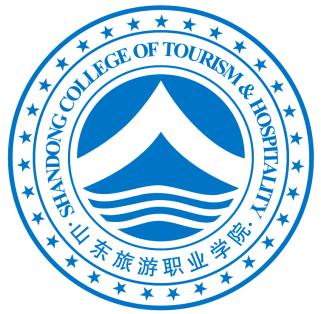 SHANDONG COLLEGE OF TOURISM & HOSPITALITY
·山东旅游职业学院·